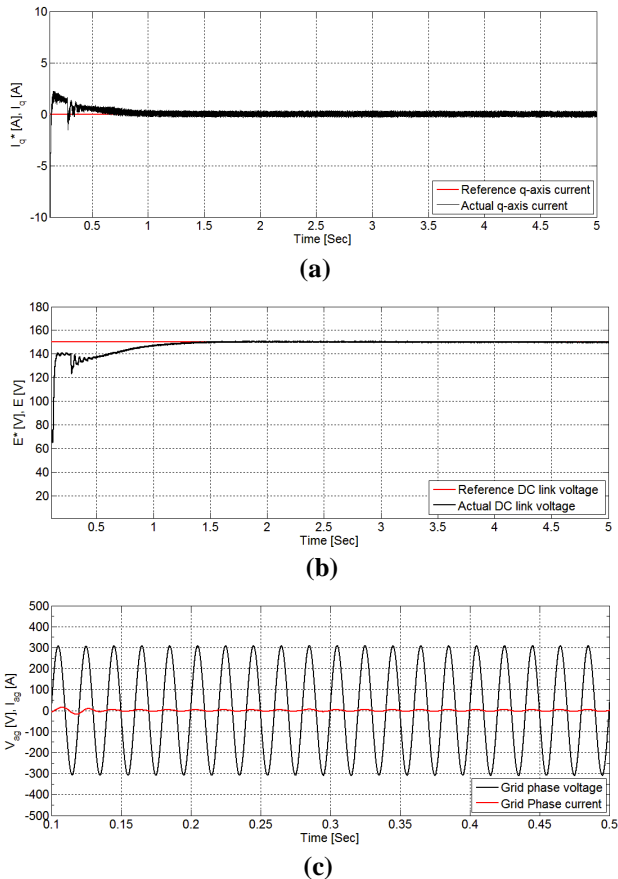 10
5
0
-5
-10
I_q* [A], I_q [A]
Reference q-axis current
Actual q-axis current
0.5 1 1.5 2 2.5 3 3.5 4 4.5 5
Time [Sec]
(a)
180
160
140
120
100
80
60
40
20
E* [V], E [V]
Reference DC link voltage
Actual DC link voltage
0.5 1 1.5 2 2.5 3 3.5 4 4.5 5
Time [Sec]
(b)
500
400
300
200
100
0
-100
-200
-300
-400
-500
V_ag [V], I_ag [A]
Grid phase voltage
Grid Phase current
0.1 0.15 0.2 0.25 0.3 0.35 0.4 0.45 0.5
Time [Sec]
(c)